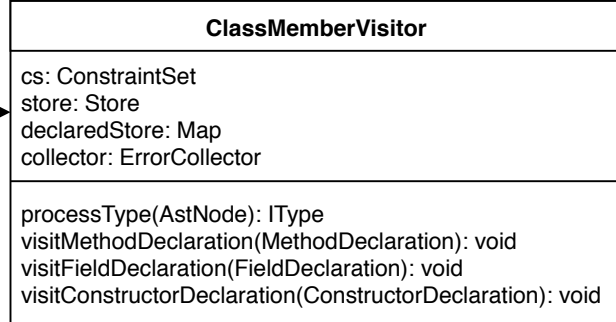 ClassMemberVisitor
cs: ConstraintSet
store: Store
declaredStore: Map
collector: ErrorCollector
processType(AstNode): IType
visitMethodDeclaration(MethodDeclaration): void
visitFieldDeclaration(FieldDeclaration): void
visitConstructorDeclaration(ConstructorDeclaration): void